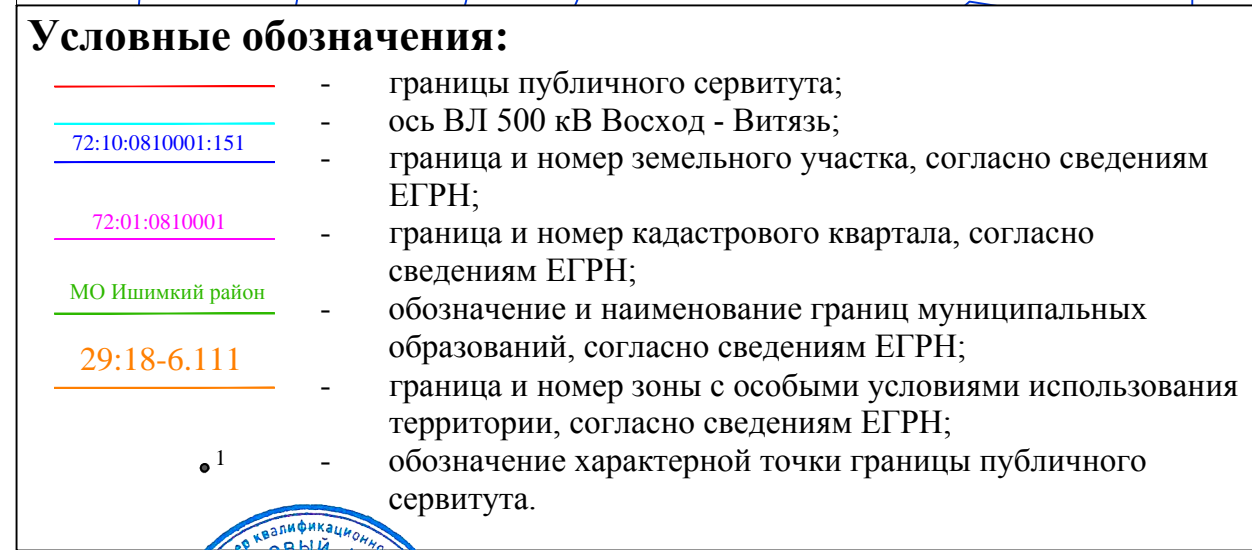 Условные обозначения:
- границы публичного сервитута;
- ось ВЛ 500 кВ Восход - Витязь;
72:10:0810001:151 - граница и номер земельного участка, согласно сведениям
ЕГРН;
72:01:0810001 - граница и номер кадастрового квартала, согласно
сведениям ЕГРН;
МО Ишимкий район - обозначение и наименование границ муниципальных
образований, согласно сведениям ЕГРН;
29:18-6.111 - граница и номер зоны с особыми условиями использования
территории, согласно сведениям ЕГРН;
1 - обозначение характерной точки границы публичного
сервитута.